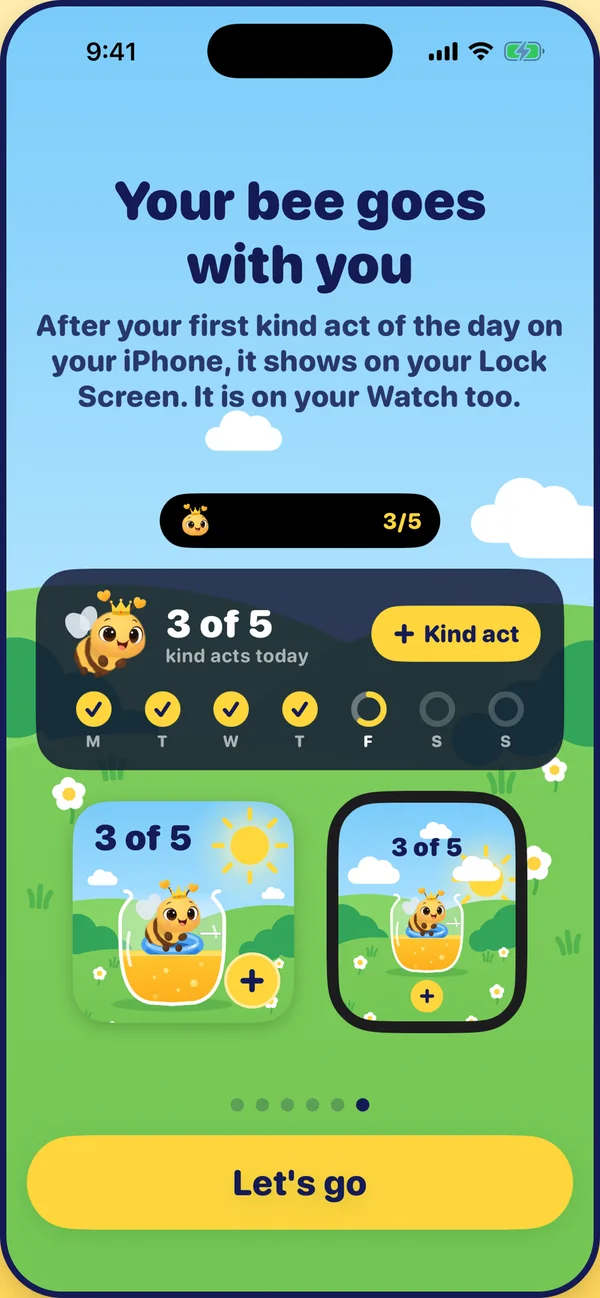 9:41
Your bee goes
with you
After your first kind act of the day on
your iPhone, it shows on your Lock
Screen. It is on your Watch too.
3/5
3 of 5
kind acts today
+ Kind act
M T W T F S S
3 of 5
+
3 of 5
+
Let's go